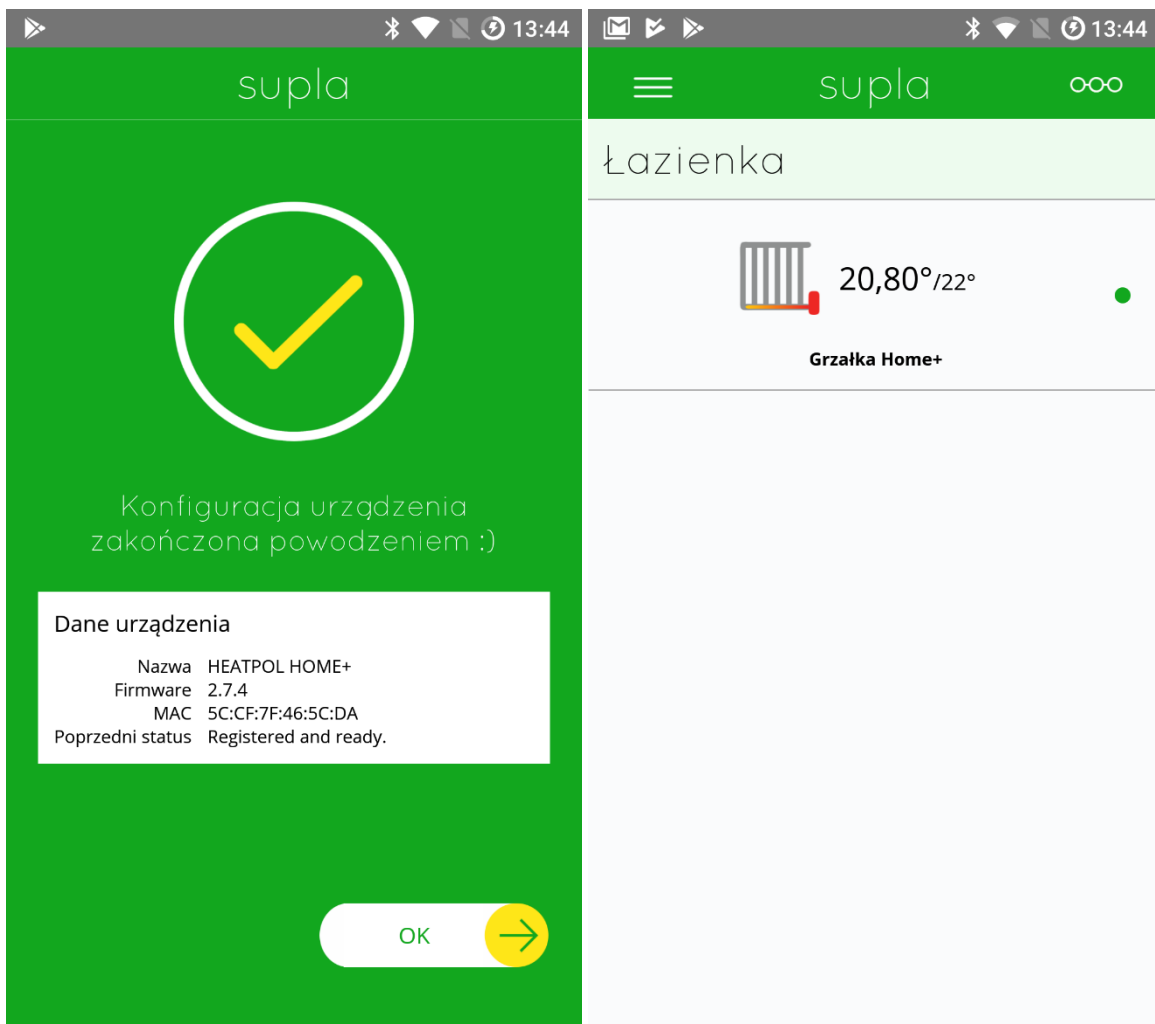 13:44
supla
Konfiguracja urządzenia
zakończona powodzeniem :)
Dane urządzenia
Nazwa HEATPOL HOME+
Firmware 2.7.4
MAC 5C:CF:7F:46:5C:DA
Poprzedni status Registered and ready.
OK
13:44
supla
Łazienka
20,80°/22°
Grzałka Home+